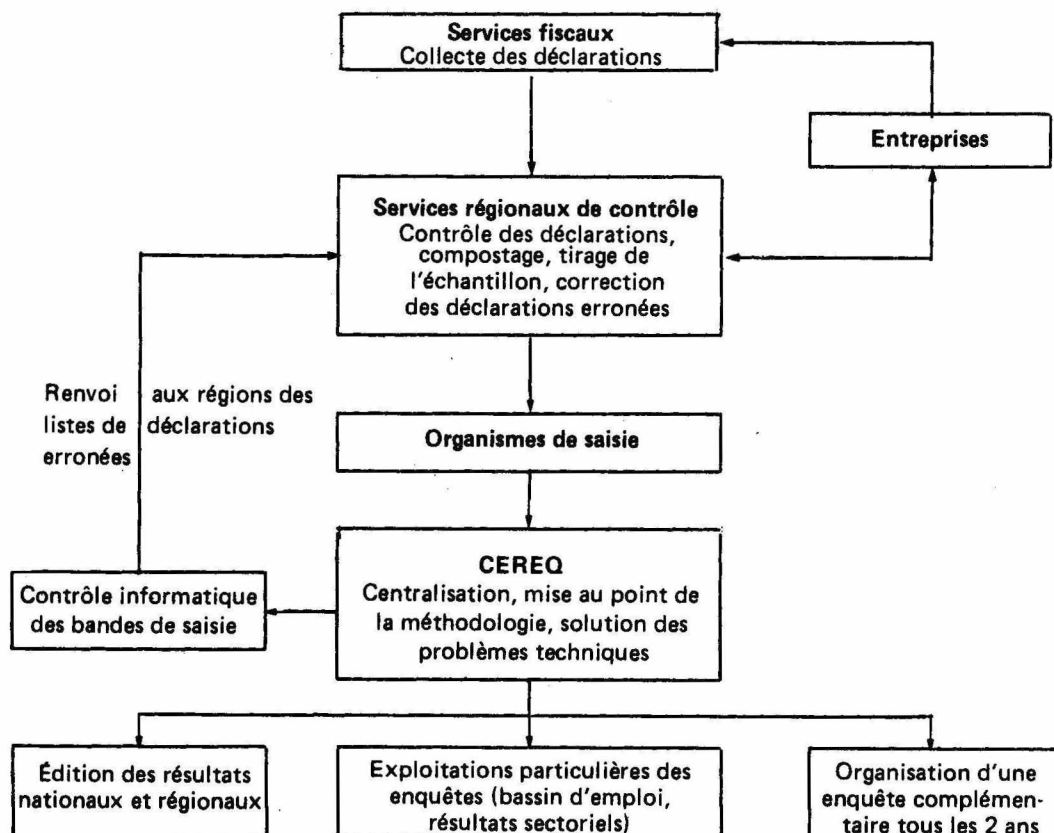 Services fiscaux
Collecte des déclarations
Entreprises
Services régionaux de contrôle
Contrôle des déclarations,
compostage, tirage de
l'échantillon, correction
des déclarations erronées
Renvoi aux régions des
listes de déclarations
erronées
Organismes de saisie
CEREQ
Centralisation, mise au point de
la méthodologie, solution des
problèmes techniques
Contrôle informatique
des bandes de saisie
Édition des résultats
nationaux et régionaux
Exploitations particulières des
enquêtes (bassin d'emploi,
résultats sectoriels)
Organisation d'une
enquête complémen-
taire tous les 2 ans